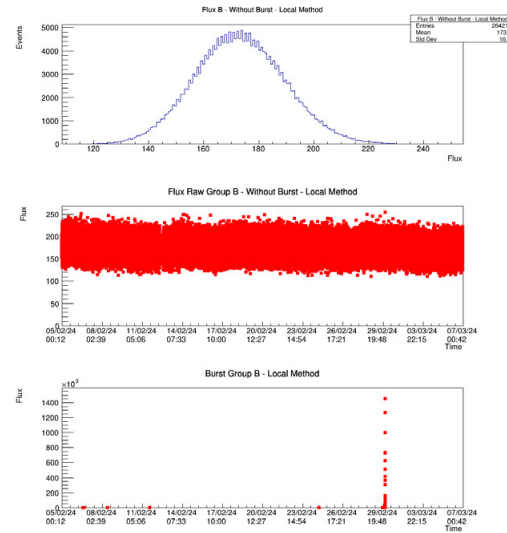 Flux B - Without Burst - Local Method
Flux B - Without Burst - Local Method
Entries 26421
Mean 173.
Std Dev 16.
Events
5000
4000
3000
2000
1000
0
120 140 160 180 200 220 240
Flux
Flux Raw Group B - Without Burst - Local Method
Flux
250
200
150
100
50
0
05/02/24 08/02/24 11/02/24 14/02/24 17/02/24 20/02/24 23/02/24 26/02/24 29/02/24 03/03/24 07/03/24
00:12 02:39 05:06 07:33 10:00 12:27 14:54 17:21 19:48 22:15 00:42
Time
Burst Group B - Local Method
Flux
×10³
1400
1200
1000
800
600
400
200
0
05/02/24 08/02/24 11/02/24 14/02/24 17/02/24 20/02/24 23/02/24 26/02/24 29/02/24 03/03/24 07/03/24
00:12 02:39 05:06 07:33 10:00 12:27 14:54 17:21 19:48 22:15 00:42
Time